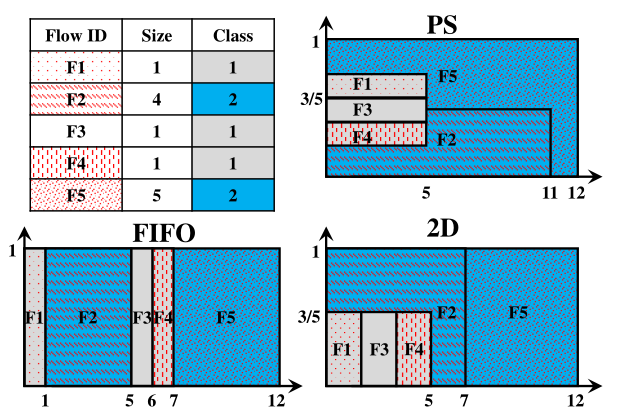 Flow ID Size Class
F1 1 1
F2 4 2
F3 1 1
F4 1 1
F5 5 2
PS
1
F5
F1
3/5
F3
F4
F2
5 11 12
FIFO
1
F1 F2 F3 F4 F5
1 5 6 7 12
2D
1
3/5
F2 F5
F1 F3 F4
5 7 12